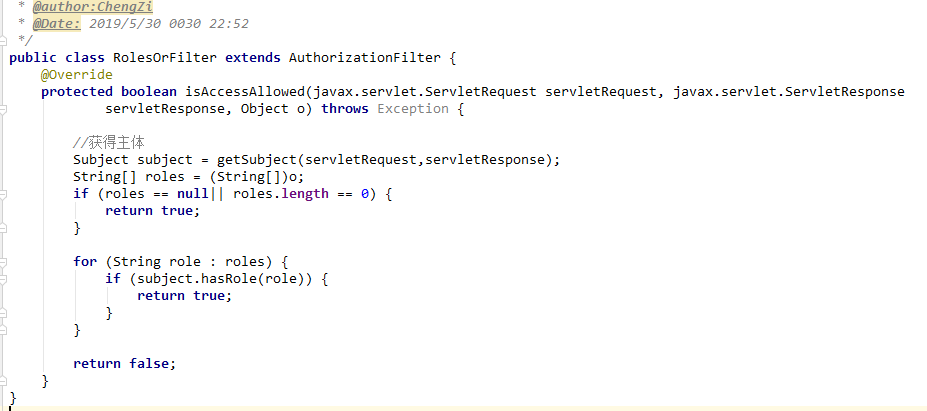 * @author:ChengZi
* @Date: 2019/5/30 0030 22:52
*/
public class RolesOrFilter extends AuthorizationFilter {
@Override
protected boolean isAccessAllowed(javax.servlet.ServletRequest servletRequest, javax.servlet.ServletResponse
servletResponse, Object o) throws Exception {
//获得主体
Subject subject = getSubject(servletRequest,servletResponse);
String[] roles = (String[])o;
if (roles == null|| roles.length == 0) {
return true;
}
for (String role : roles) {
if (subject.hasRole(role)) {
return true;
}
}
return false;
}
}